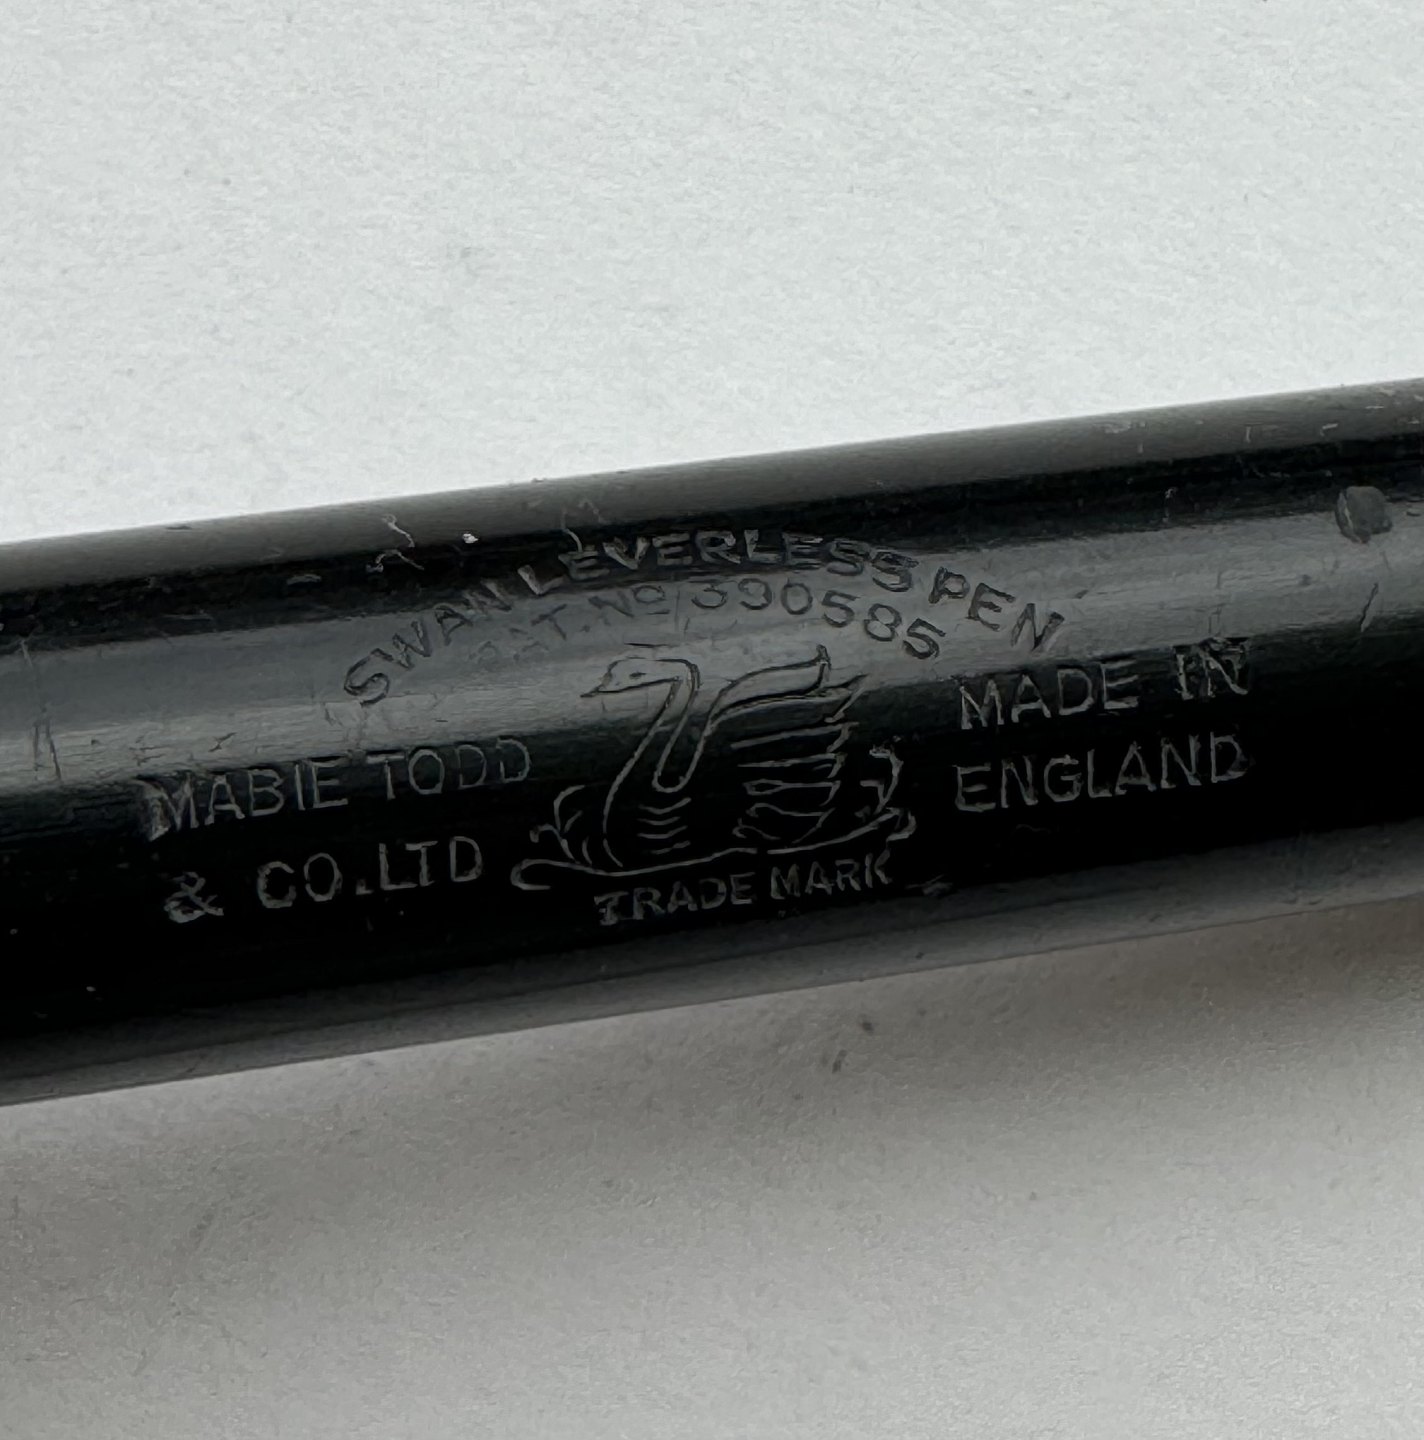 SWAN LEVERLESS PEN
PAT. No 390585
MABIE TODD
& CO. LTD
TRADE MARK
MADE IN
ENGLAND